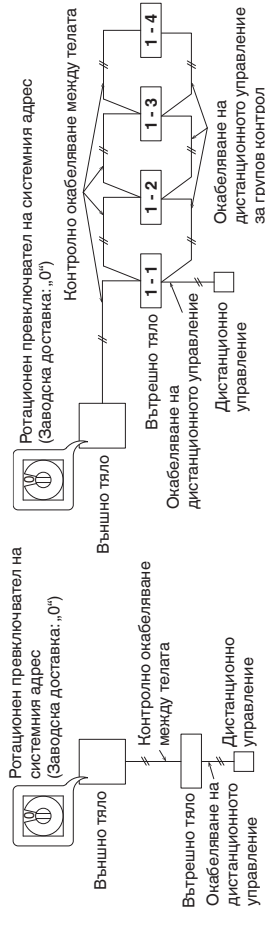 Ротационен превключвател на
системния адрес
(Заводска доставка: „0“)
Външно тяло
Контролно окабеляване
между телата
Вътрешно тяло
Окабеляване на
дистанционното
управление
Дистанционно
управление
Ротационен превключвател на системния адрес
(Заводска доставка: „0“)
Външно тяло
Контролно окабеляване между телата
1 - 1
1 - 2
1 - 3
1 - 4
Вътрешно тяло
Окабеляване на
дистанционното управление
Дистанционно
управление
Окабеляване на
дистанционното управление
за групов контрол